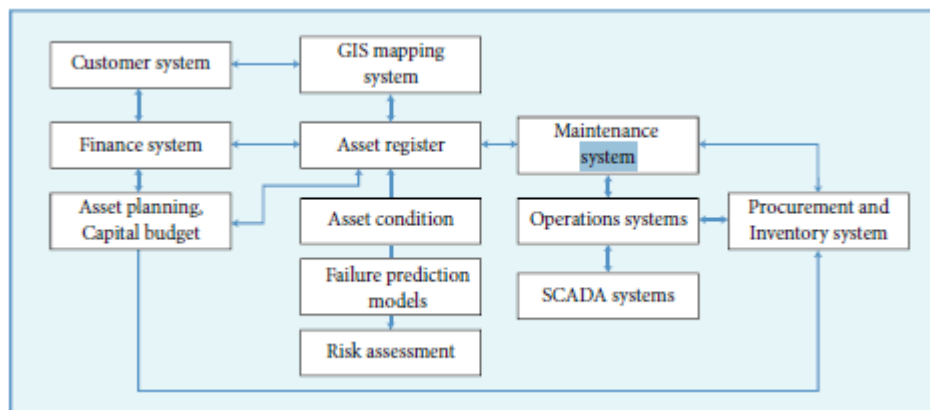 Customer system
GIS mapping
system
Finance system
Asset register
Maintenance
system
Asset planning,
Capital budget
Asset condition
Operations systems
Procurement and
Inventory system
Failure prediction
models
SCADA systems
Risk assessment